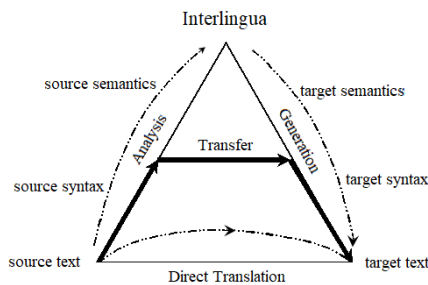 Interlingua
source semantics
target semantics
Analysis
Generation
Transfer
source syntax
target syntax
source text
target text
Direct Translation